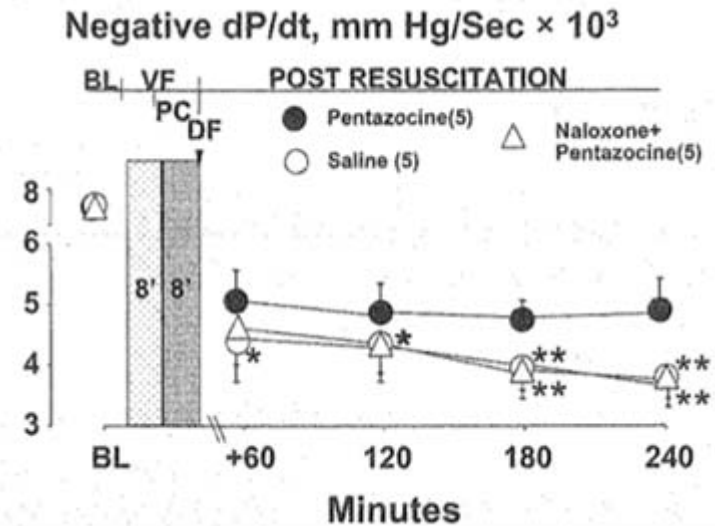 Negative dP/dt, mm Hg/Sec × 10³
BL VF POST RESUSCITATION
PC
DF
Pentazocine(5)
Saline (5)
Naloxone+
Pentazocine(5)
8
6
5
4
3
8' 8'
*
*
**
**
**
**
BL +60 120 180 240
Minutes